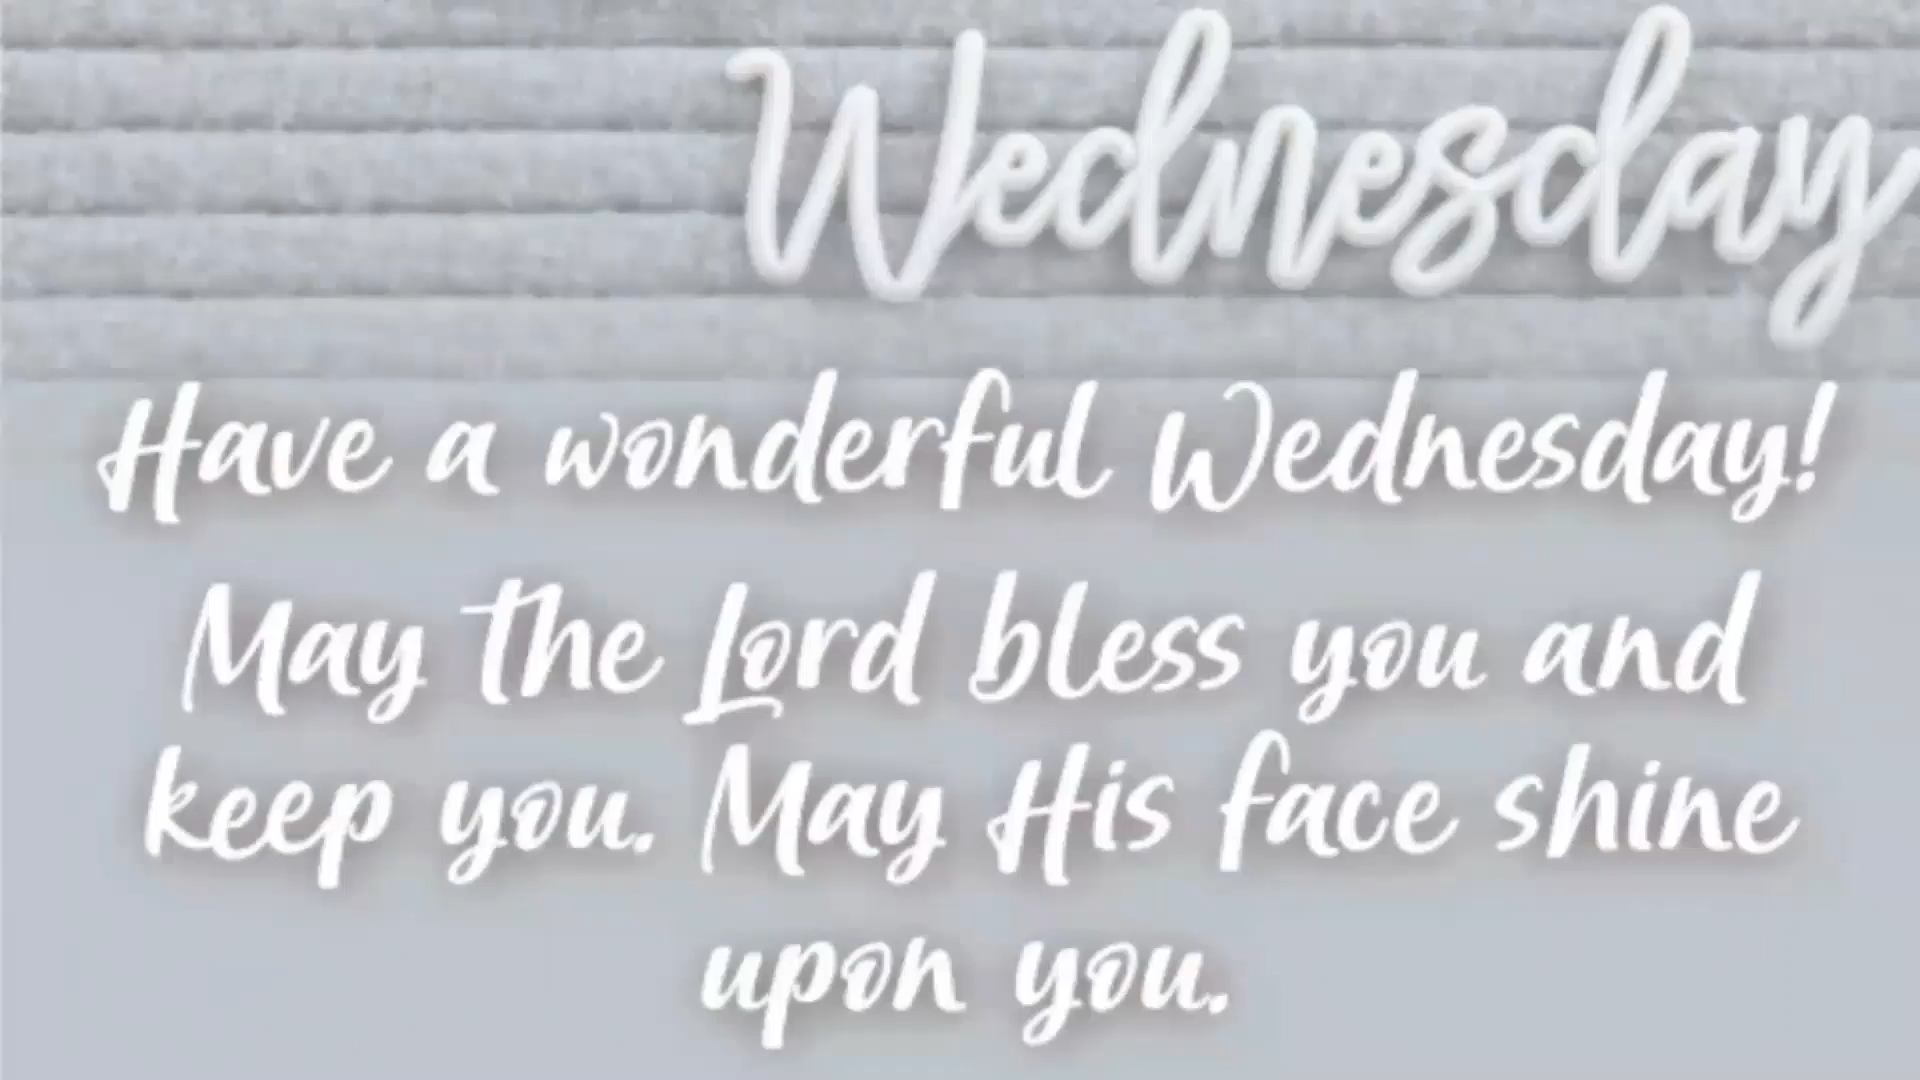 Wednesday
Have a wonderful Wednesday!
May the Lord bless you and
keep you. May His face shine
upon you.